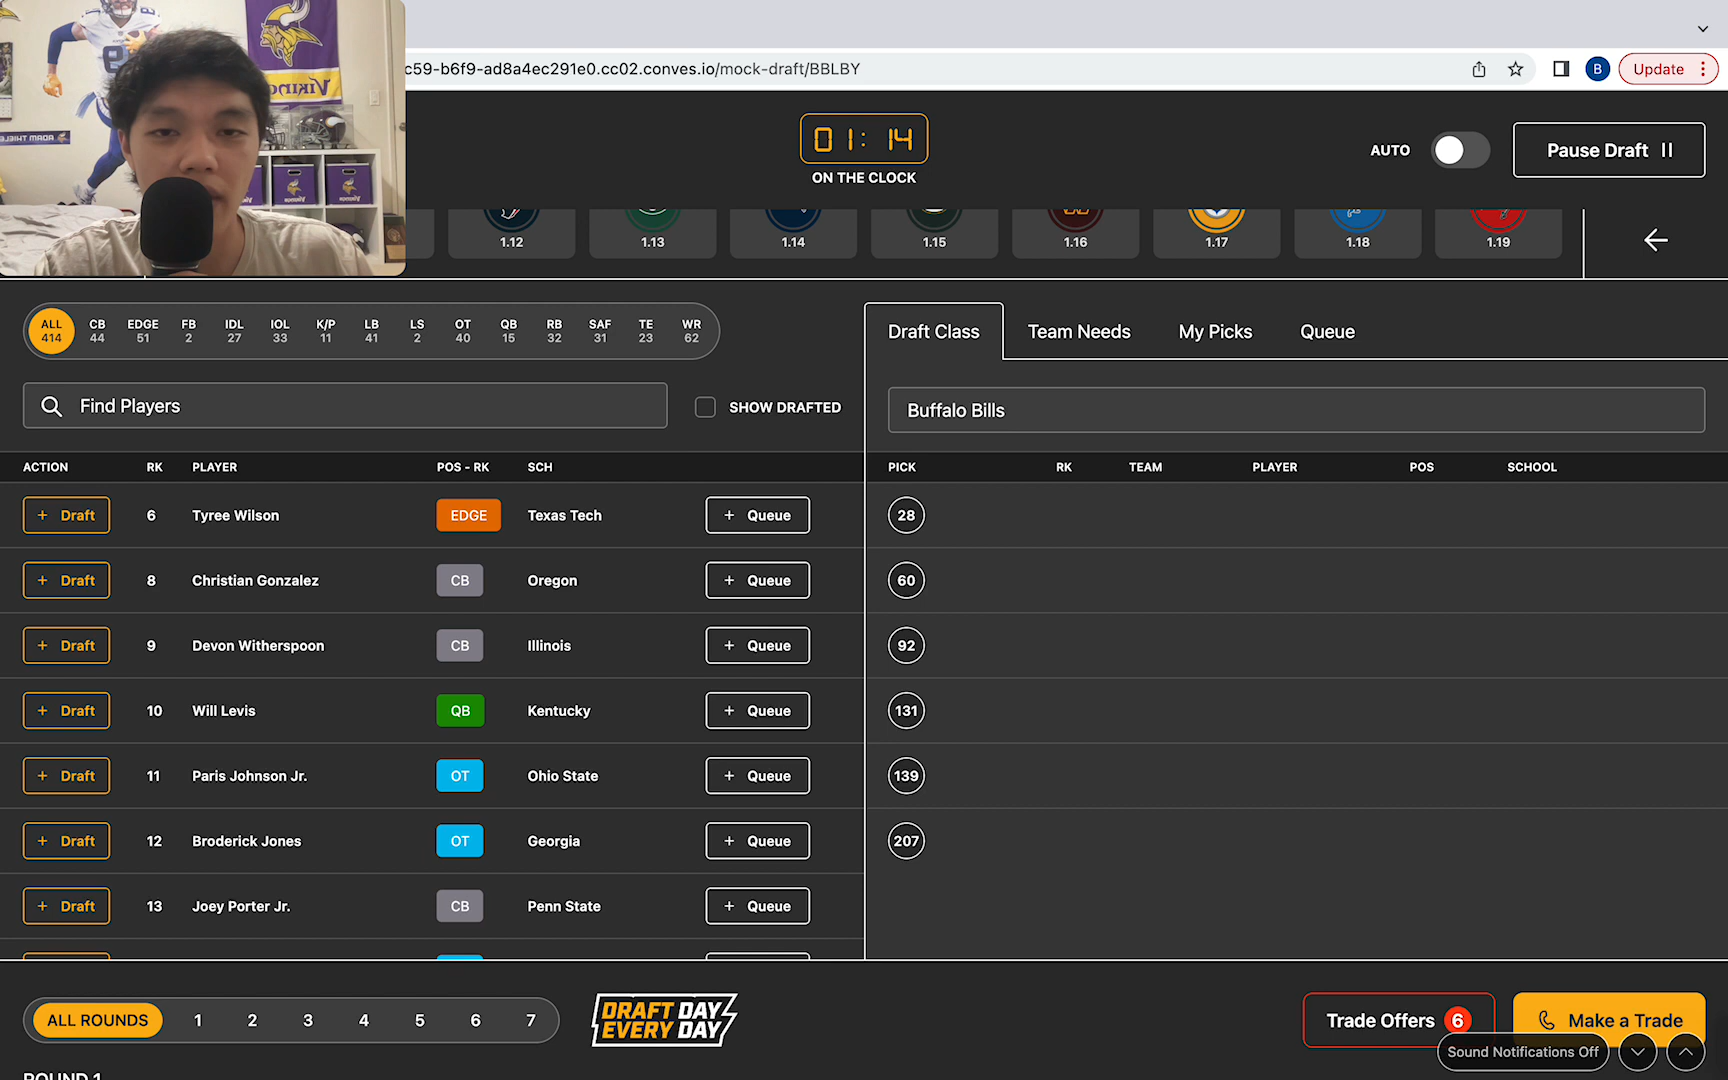 c59-b6f9-ad8a4ec291e0.cc02.conves.io/mock-draft/BBLBY
B
Update
01:14
ON THE CLOCK
AUTO
Pause Draft
1.12 1.13 1.14 1.15 1.16 1.17 1.18 1.19
ALL CB EDGE FB IDL IOL K/P LB LS OT QB RB SAF TE WR
414 44 51 2 27 33 11 41 2 40 15 32 31 23 62
Find Players
SHOW DRAFTED
Draft Class Team Needs My Picks Queue
Buffalo Bills
ACTION RK PLAYER POS - RK SCH
PICK RK TEAM PLAYER POS SCHOOL
+ Draft 6 Tyree Wilson EDGE Texas Tech + Queue
28
+ Draft 8 Christian Gonzalez CB Oregon + Queue
60
+ Draft 9 Devon Witherspoon CB Illinois + Queue
92
+ Draft 10 Will Levis QB Kentucky + Queue
131
+ Draft 11 Paris Johnson Jr. OT Ohio State + Queue
139
+ Draft 12 Broderick Jones OT Georgia + Queue
207
+ Draft 13 Joey Porter Jr. CB Penn State + Queue
ALL ROUNDS 1 2 3 4 5 6 7
DRAFT DAY
EVERY DAY
Trade Offers 6
Make a Trade
Sound Notifications Off
ROUND 1
VIKINGS
ADAM THIELEN